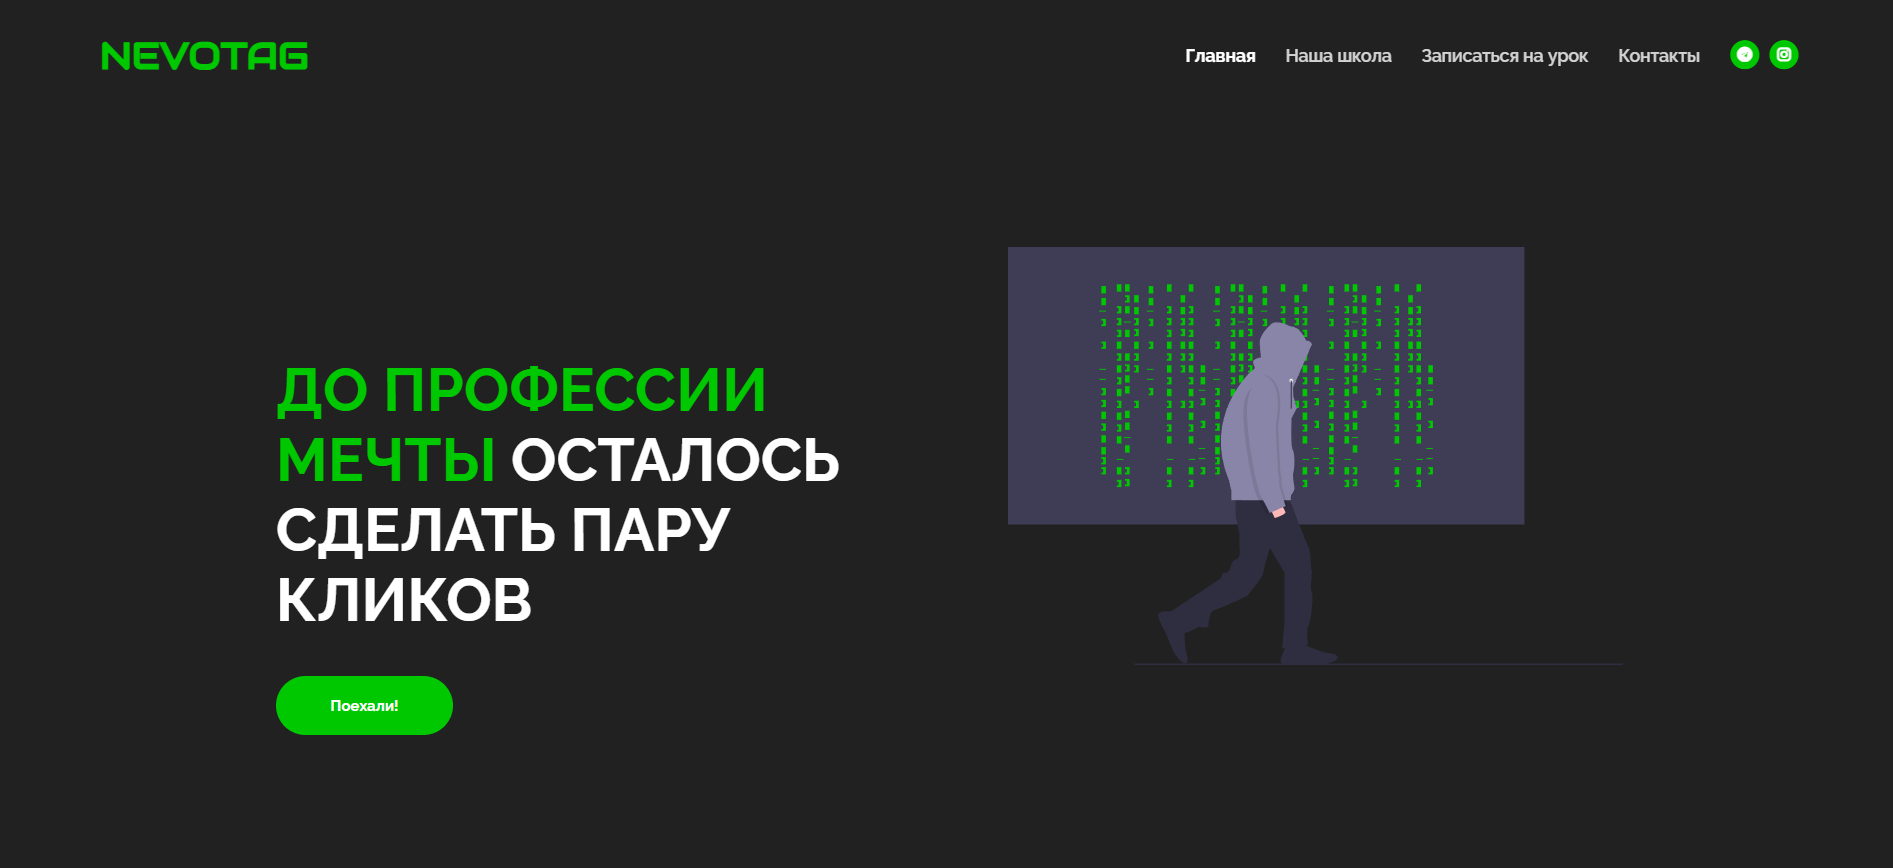 NEVOTAG
Главная Наша школа Записаться на урок Контакты
ДО ПРОФЕССИИ
МЕЧТЫ ОСТАЛОСЬ
СДЕЛАТЬ ПАРУ
КЛИКОВ
Поехали!